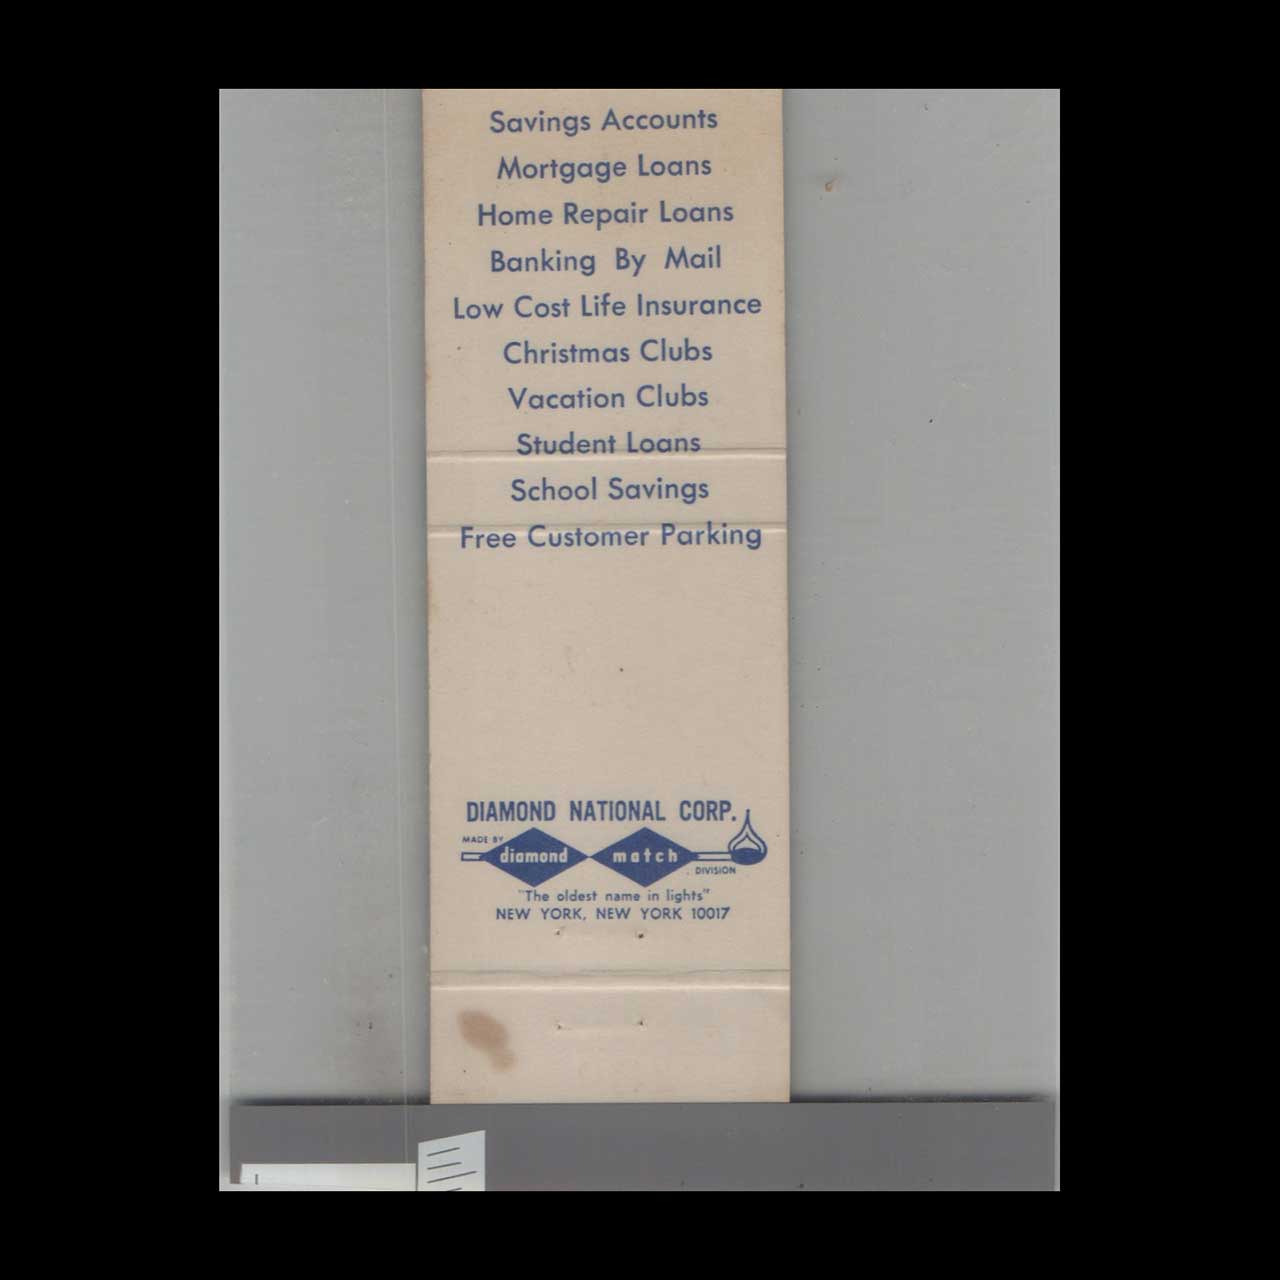 Savings Accounts
Mortgage Loans
Home Repair Loans
Banking By Mail
Low Cost Life Insurance
Christmas Clubs
Vacation Clubs
Student Loans
School Savings
Free Customer Parking
DIAMOND NATIONAL CORP.
MADE BY
diamond match
DIVISION
"The oldest name in lights"
NEW YORK, NEW YORK 10017